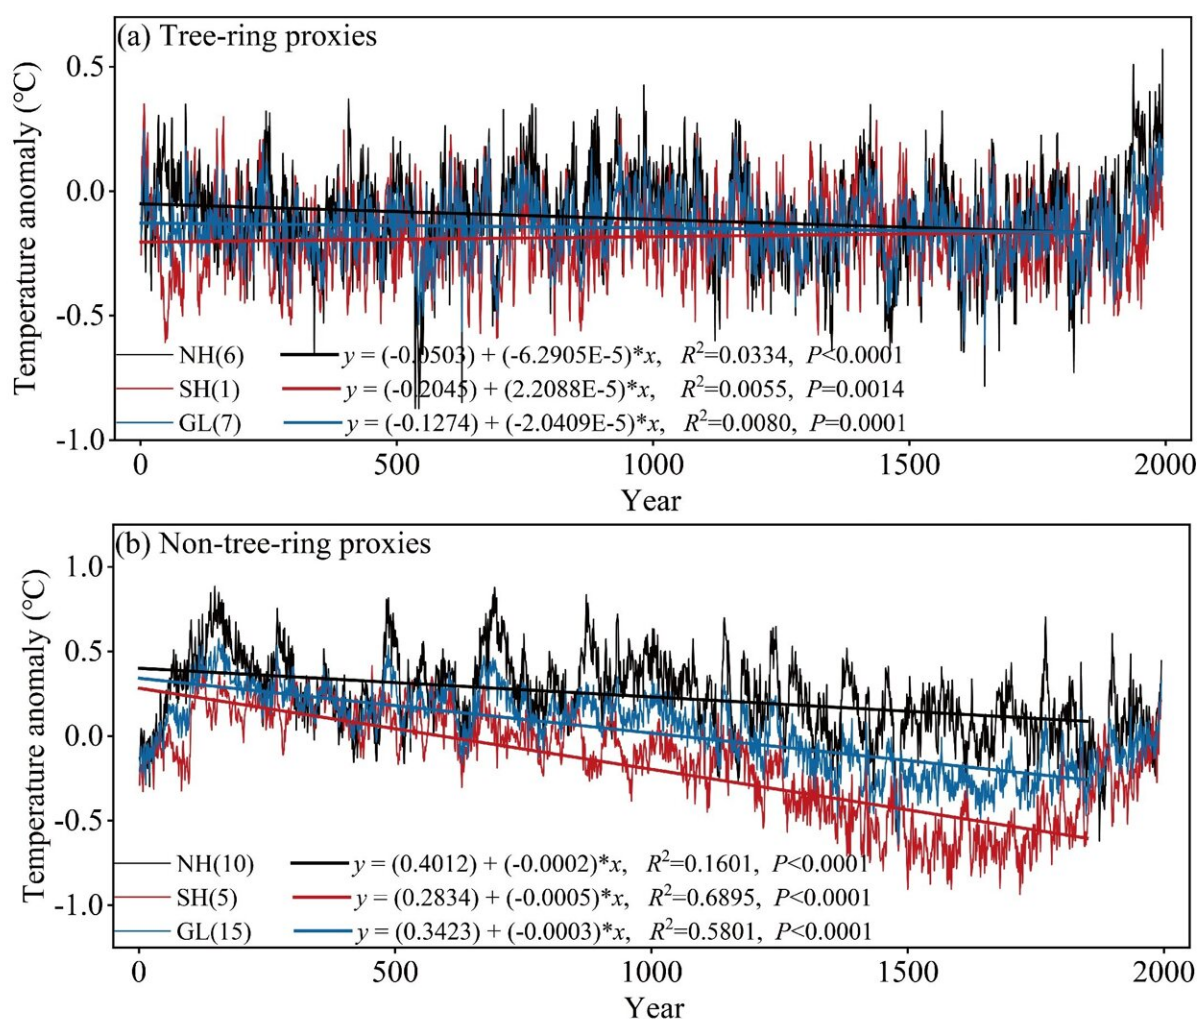 (a) Tree-ring proxies
Temperature anomaly (°C)
0.5
0.0
-0.5
-1.0
NH(6) y = (-0.0503) + (-6.2905E-5)*x, R²=0.0334, P<0.0001
SH(1) y = (-0.2045) + (2.2088E-5)*x, R²=0.0055, P=0.0014
GL(7) y = (-0.1274) + (-2.0409E-5)*x, R²=0.0080, P=0.0001
0 500 1000 1500 2000
Year
(b) Non-tree-ring proxies
Temperature anomaly (°C)
1.0
0.5
0.0
-0.5
-1.0
NH(10) y = (0.4012) + (-0.0002)*x, R²=0.1601, P<0.0001
SH(5) y = (0.2834) + (-0.0005)*x, R²=0.6895, P<0.0001
GL(15) y = (0.3423) + (-0.0003)*x, R²=0.5801, P<0.0001
0 500 1000 1500 2000
Year